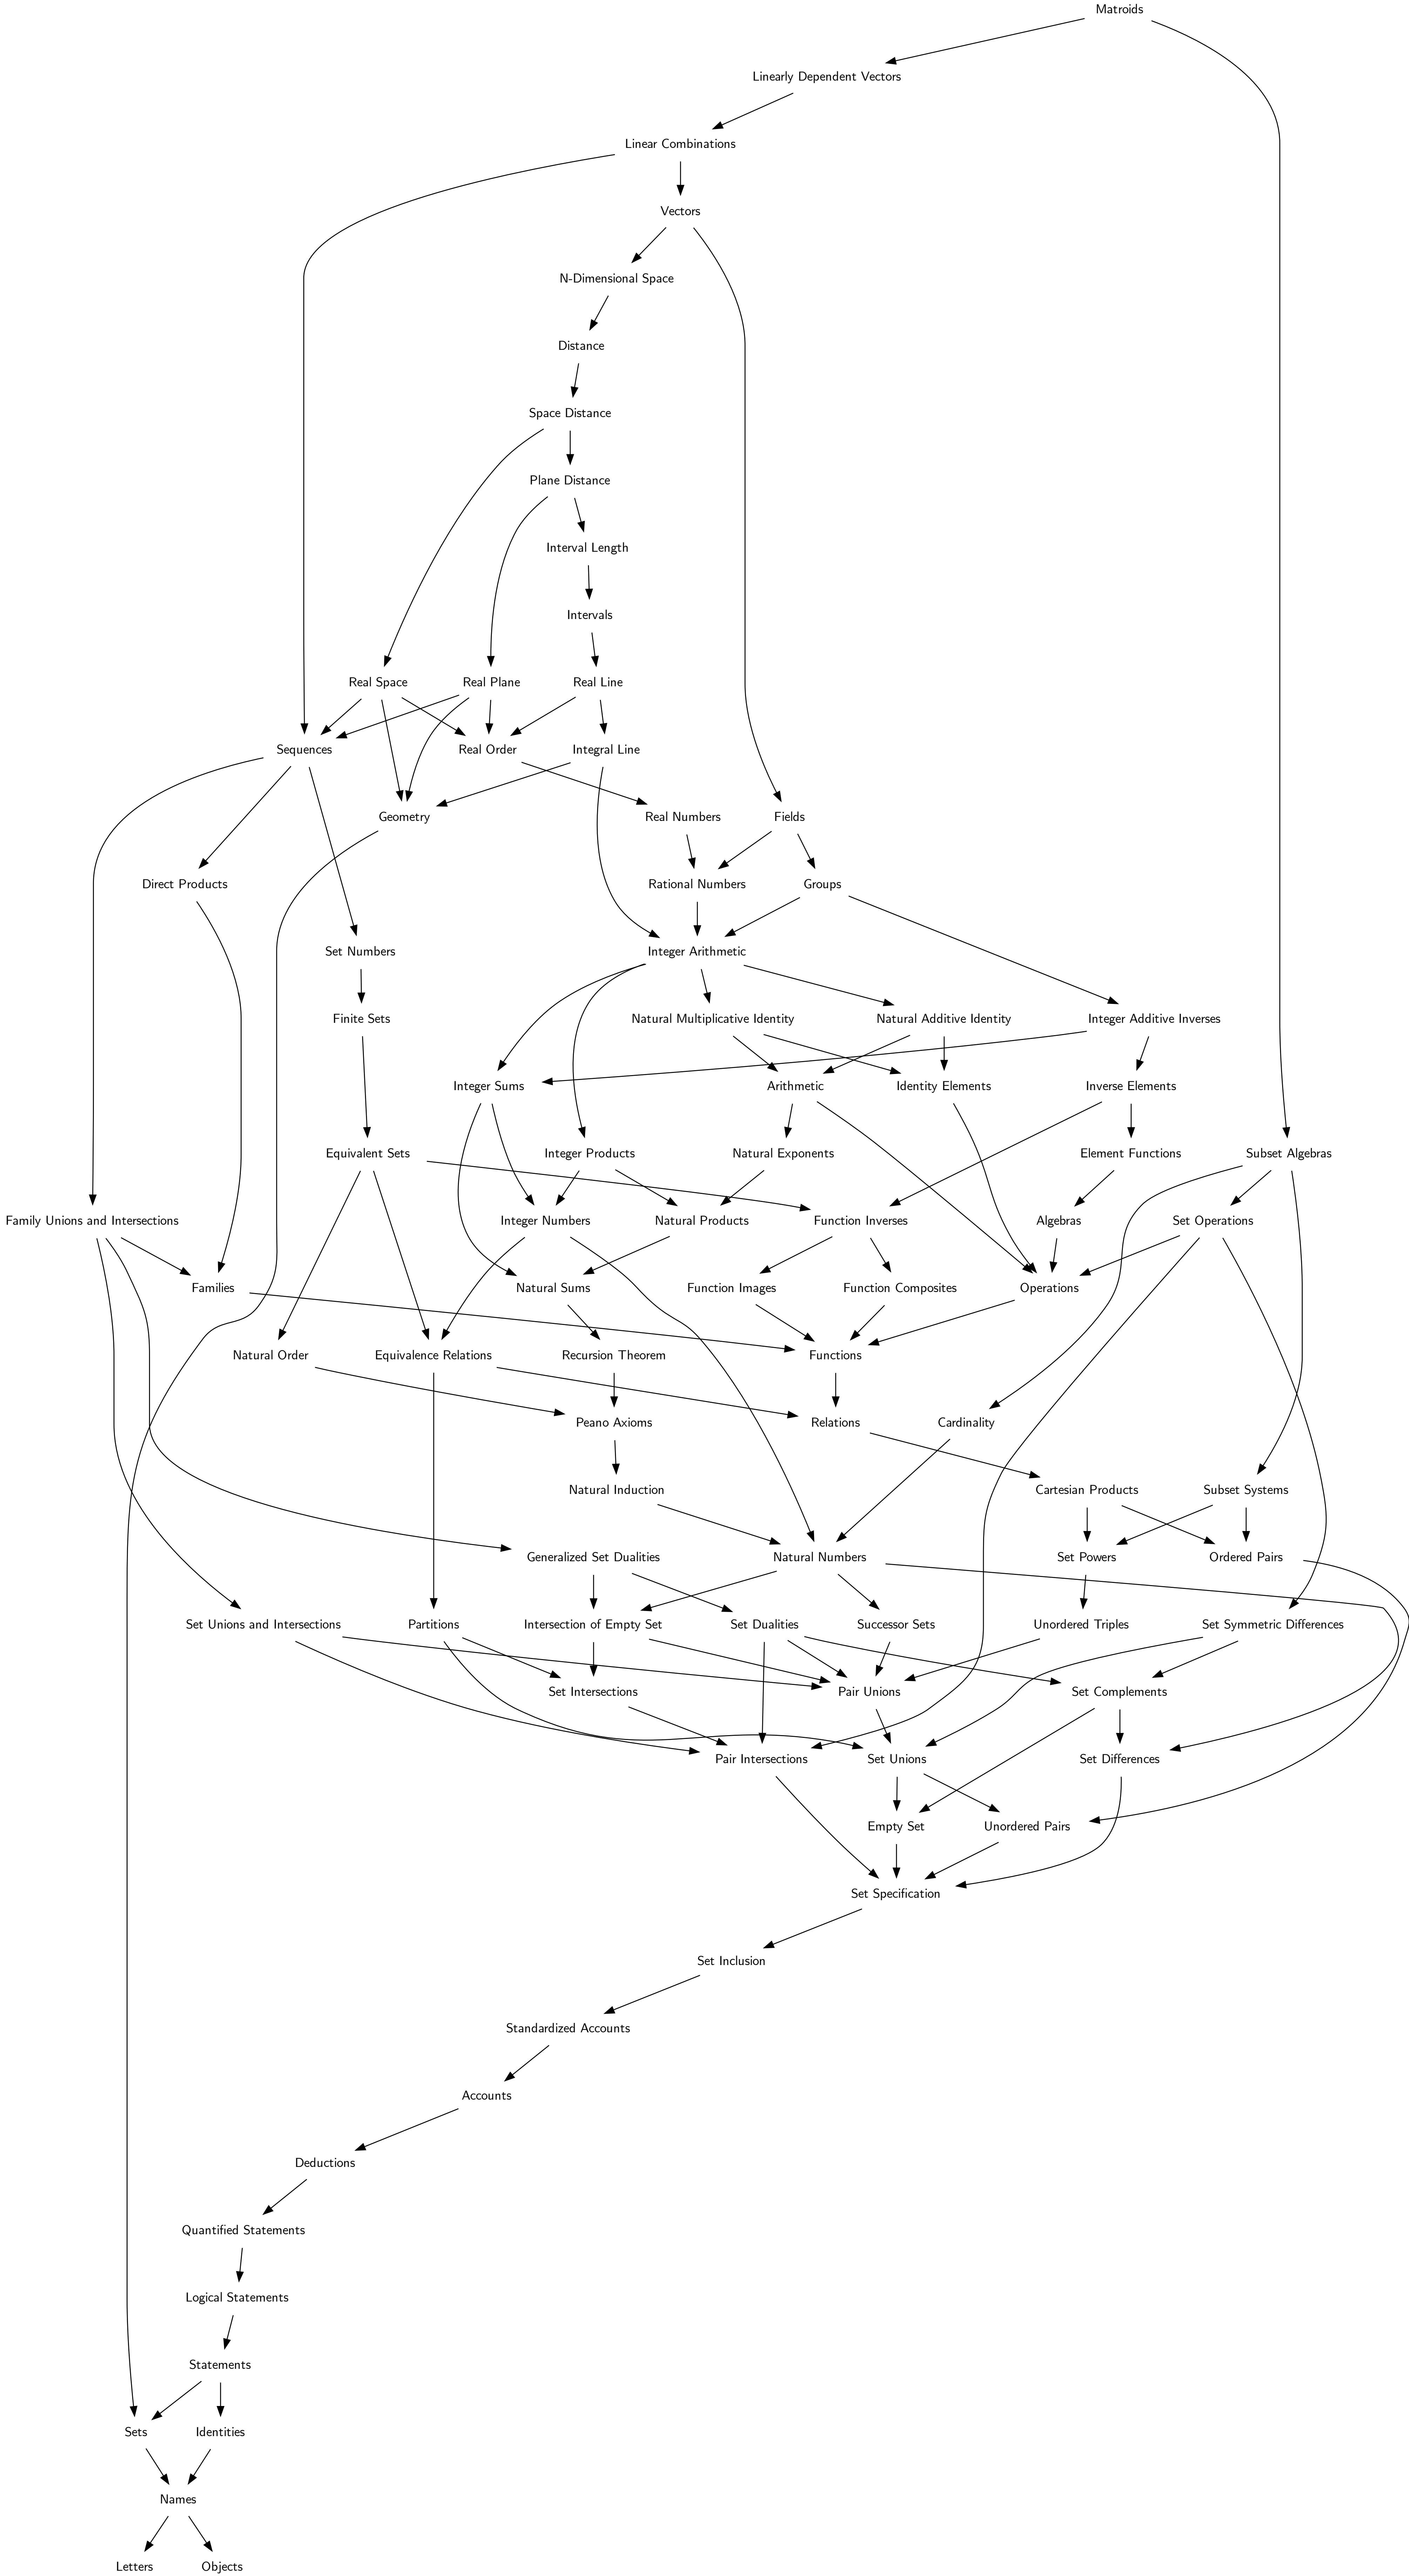 Matroids
Linearly Dependent Vectors
Linear Combinations
Vectors
N-Dimensional Space
Distance
Space Distance
Plane Distance
Interval Length
Intervals
Real Space
Real Plane
Real Line
Sequences
Real Order
Integral Line
Geometry
Real Numbers
Fields
Direct Products
Rational Numbers
Groups
Set Numbers
Integer Arithmetic
Finite Sets
Natural Multiplicative Identity
Natural Additive Identity
Integer Additive Inverses
Integer Sums
Arithmetic
Identity Elements
Inverse Elements
Equivalent Sets
Integer Products
Natural Exponents
Element Functions
Subset Algebras
Family Unions and Intersections
Integer Numbers
Natural Products
Function Inverses
Algebras
Set Operations
Families
Natural Sums
Function Images
Function Composites
Operations
Natural Order
Equivalence Relations
Recursion Theorem
Functions
Peano Axioms
Relations
Cardinality
Natural Induction
Cartesian Products
Subset Systems
Generalized Set Dualities
Natural Numbers
Set Powers
Ordered Pairs
Set Unions and Intersections
Partitions
Intersection of Empty Set
Set Dualities
Successor Sets
Unordered Triples
Set Symmetric Differences
Set Intersections
Pair Unions
Set Complements
Pair Intersections
Set Unions
Set Differences
Empty Set
Unordered Pairs
Set Specification
Set Inclusion
Standardized Accounts
Accounts
Deductions
Quantified Statements
Logical Statements
Statements
Sets
Identities
Names
Letters
Objects